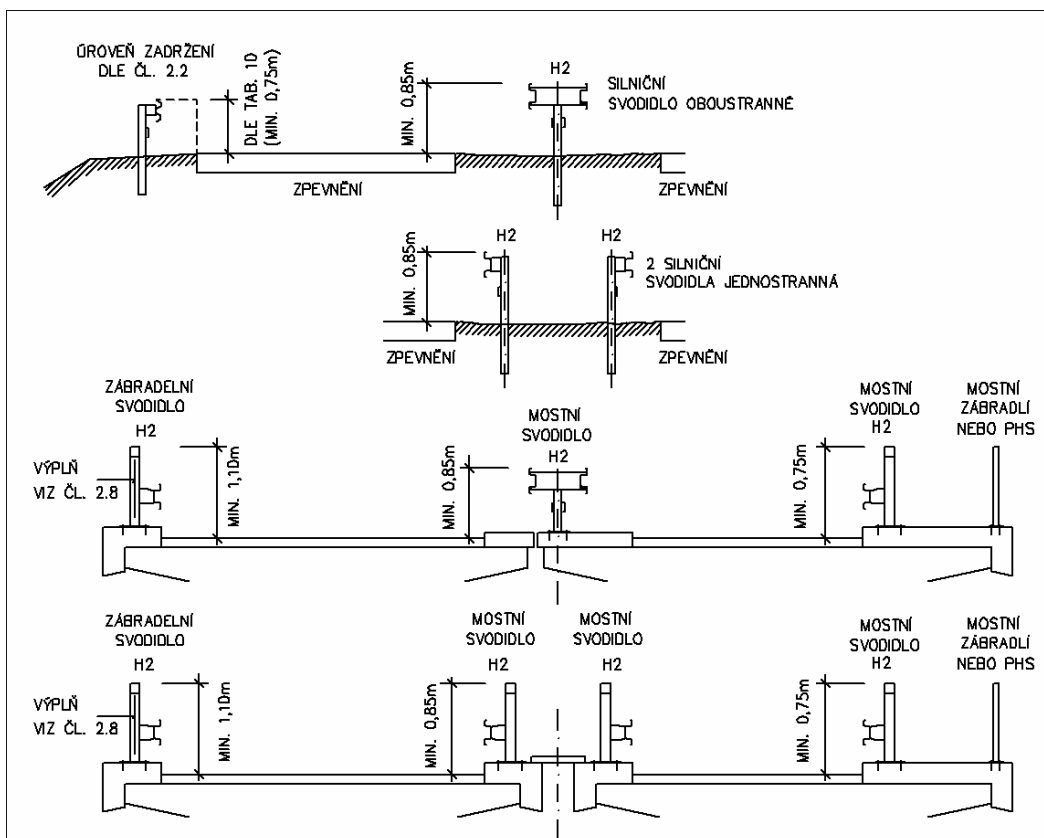 ÚROVEŇ ZADRŽENÍ
DLE ČL. 2.2
DLE TAB. 10
(MIN. 0,75m)
MIN. 0,85m
H2
SILNIČNÍ
SVODIDLO OBOUSTRANNÉ
ZPEVNĚNÍ
ZPEVNĚNÍ
MIN. 0,85m
H2
H2
2 SILNIČNÍ
SVODIDLA JEDNOSTRANNÁ
ZPEVNĚNÍ
ZPEVNĚNÍ
ZÁBRADELNÍ
SVODIDLO
H2
VÝPLŇ
VIZ ČL. 2.8
MIN. 1,10m
MIN. 0,85m
MOSTNÍ
SVODIDLO
H2
MIN. 0,75m
MOSTNÍ
SVODIDLO
H2
MOSTNÍ
ZÁBRADLÍ
NEBO PHS
ZÁBRADELNÍ
SVODIDLO
H2
VÝPLŇ
VIZ ČL. 2.8
MIN. 1,10m
MIN. 0,85m
MOSTNÍ
SVODIDLO
H2
MOSTNÍ
SVODIDLO
H2
MIN. 0,75m
MOSTNÍ
SVODIDLO
H2
MOSTNÍ
ZÁBRADLÍ
NEBO PHS